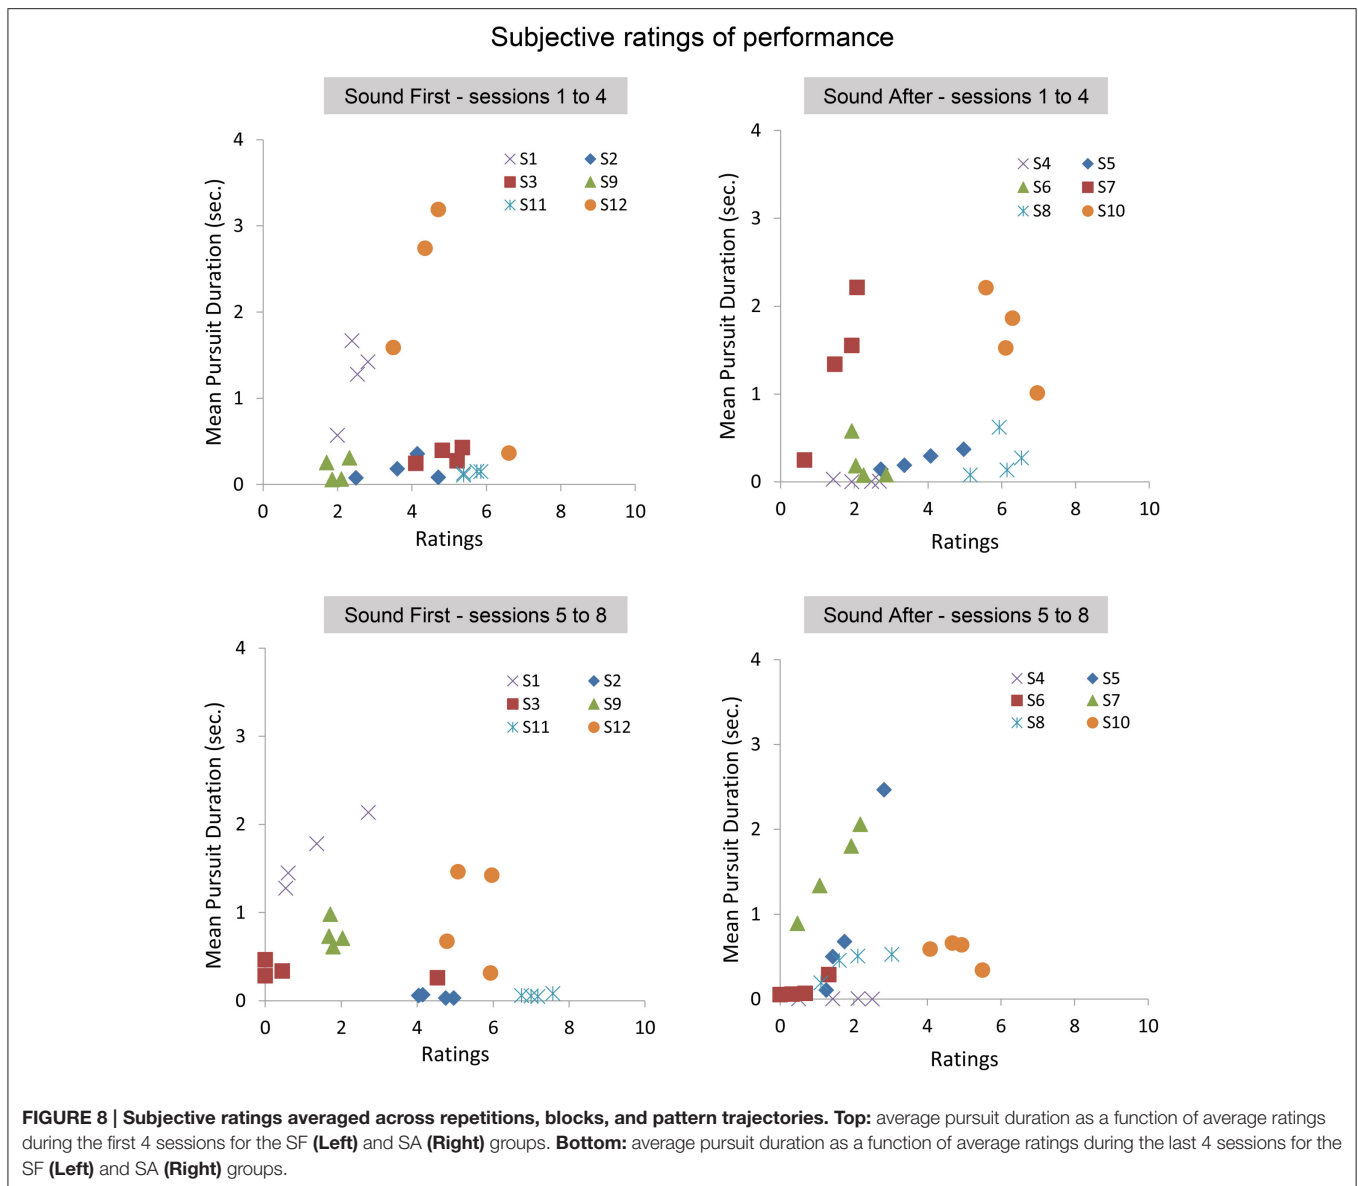 Subjective ratings of performance
Sound First - sessions 1 to 4
4
3
2
1
0
0 2 4 6 8 10
Mean Pursuit Duration (sec.)
Ratings
S1 S2
S3 S9
S11 S12
Sound After - sessions 1 to 4
4
3
2
1
0
0 2 4 6 8 10
Mean Pursuit Duration (sec.)
Ratings
S4 S5
S6 S7
S8 S10
Sound First - sessions 5 to 8
4
3
2
1
0
0 2 4 6 8 10
Mean Pursuit Duration (sec.)
Ratings
S1 S2
S3 S9
S11 S12
Sound After - sessions 5 to 8
4
3
2
1
0
0 2 4 6 8 10
Mean Pursuit Duration (sec.)
Ratings
S4 S5
S6 S7
S8 S10
FIGURE 8 | Subjective ratings averaged across repetitions, blocks, and pattern trajectories. Top: average pursuit duration as a function of average ratings
during the first 4 sessions for the SF (Left) and SA (Right) groups. Bottom: average pursuit duration as a function of average ratings during the last 4 sessions for the
SF (Left) and SA (Right) groups.